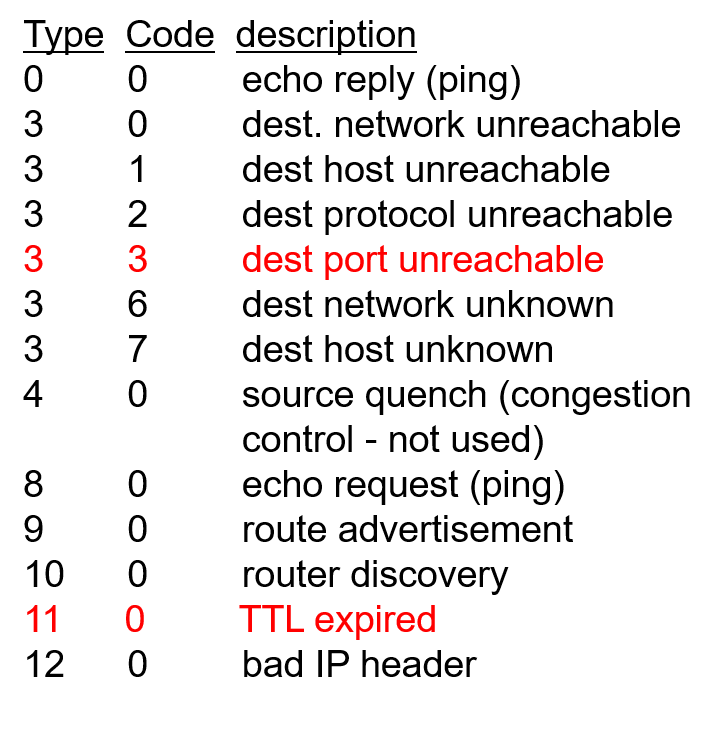 Type Code description
0 0 echo reply (ping)
3 0 dest. network unreachable
3 1 dest host unreachable
3 2 dest protocol unreachable
3 3 dest port unreachable
3 6 dest network unknown
3 7 dest host unknown
4 0 source quench (congestion
control - not used)
8 0 echo request (ping)
9 0 route advertisement
10 0 router discovery
11 0 TTL expired
12 0 bad IP header